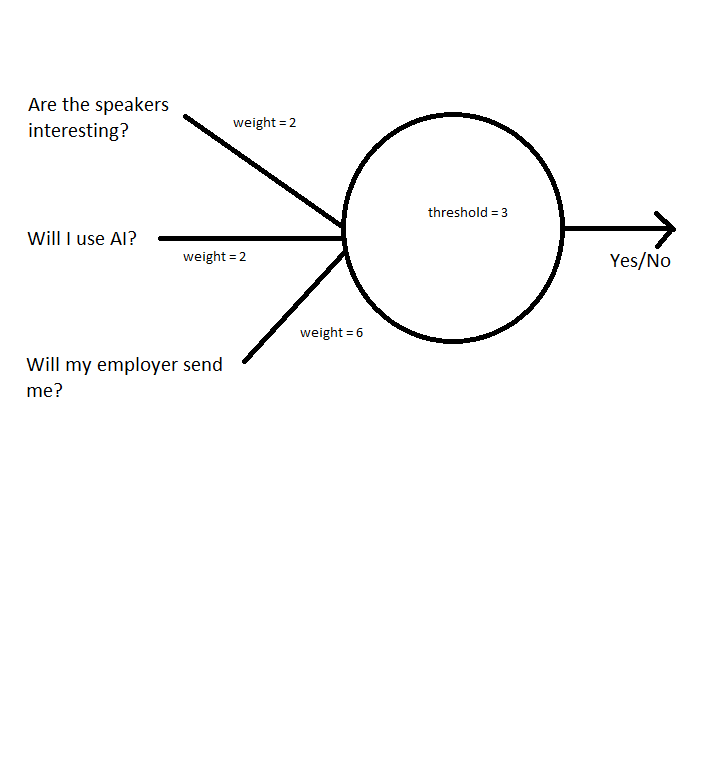 Are the speakers
interesting?
weight = 2
threshold = 3
Will I use AI?
weight = 2
Yes/No
weight = 6
Will my employer send
me?